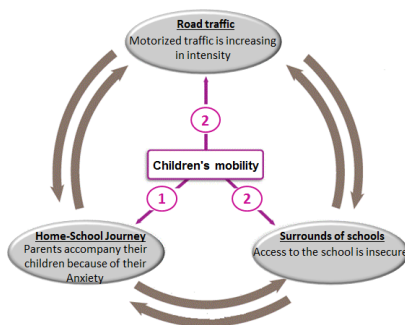 Road traffic
Motorized traffic is increasing
in intensity
2
Children's mobility
1
2
Home-School Journey
Parents accompany their
children because of their
Anxiety
Surrounds of schools
Access to the school is insecure